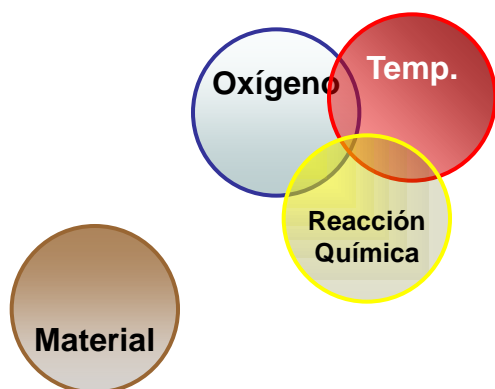 Oxígeno
Temp.
Reacción
Química
Material